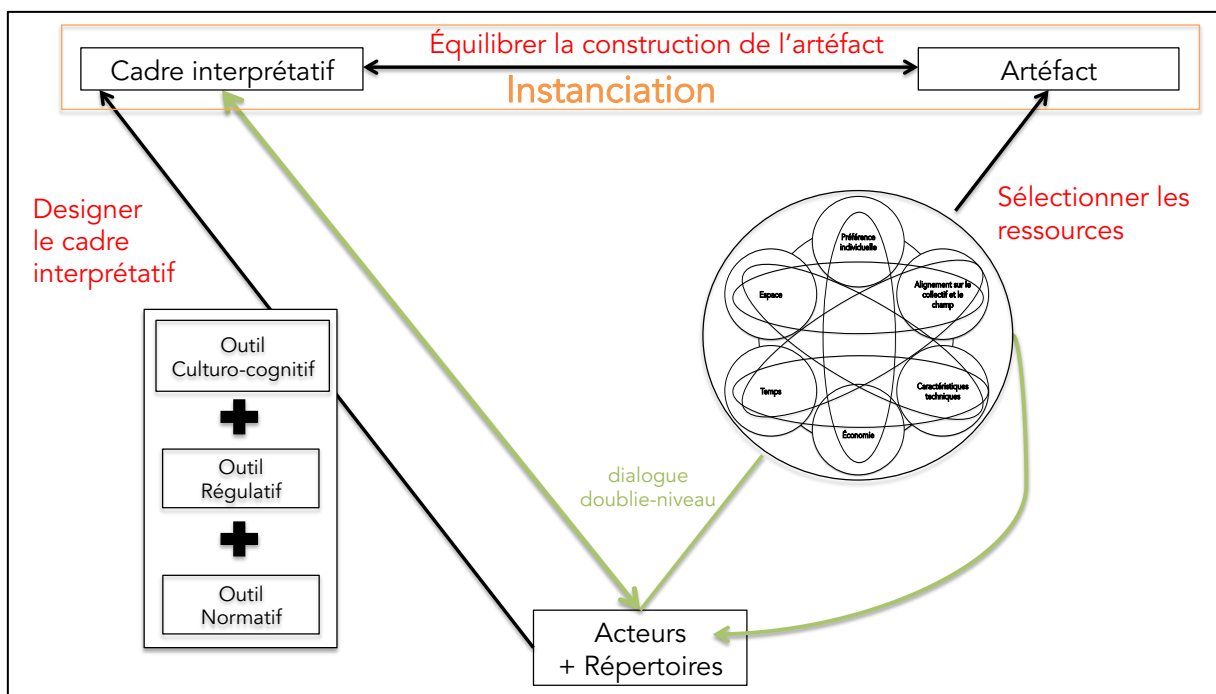 Équilibrer la construction de l'artéfact
Cadre interprétatif
Artéfact
Instanciation
Designer
le cadre
interprétatif
Sélectionner les
ressources
Préférence
individuelle
Espace
Alignement sur le
collectif et le
champ
Temps
Caractéristiques
techniques
Économie
Outil
Culturo-cognitif
Outil
Régulatif
Outil
Normatif
dialogue
doublie-niveau
Acteurs
+ Répertoires